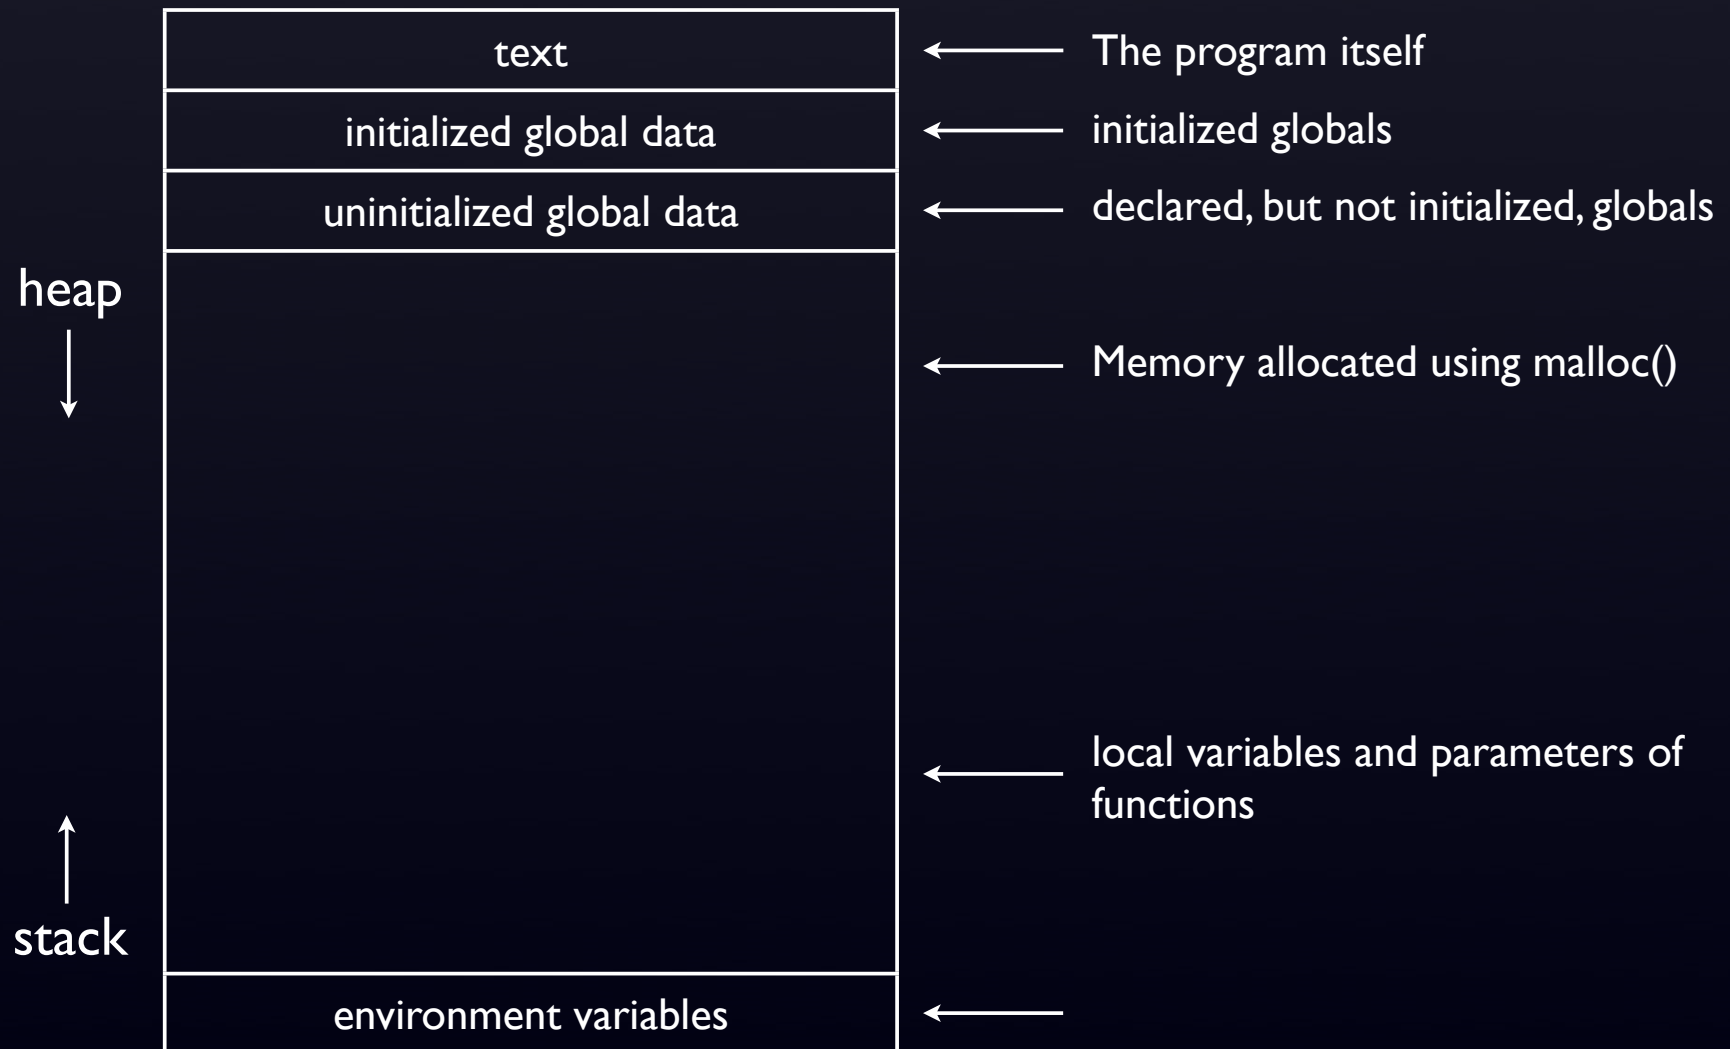 text
The program itself
initialized global data
initialized globals
uninitialized global data
declared, but not initialized, globals
heap
Memory allocated using malloc()
local variables and parameters of
functions
stack
environment variables